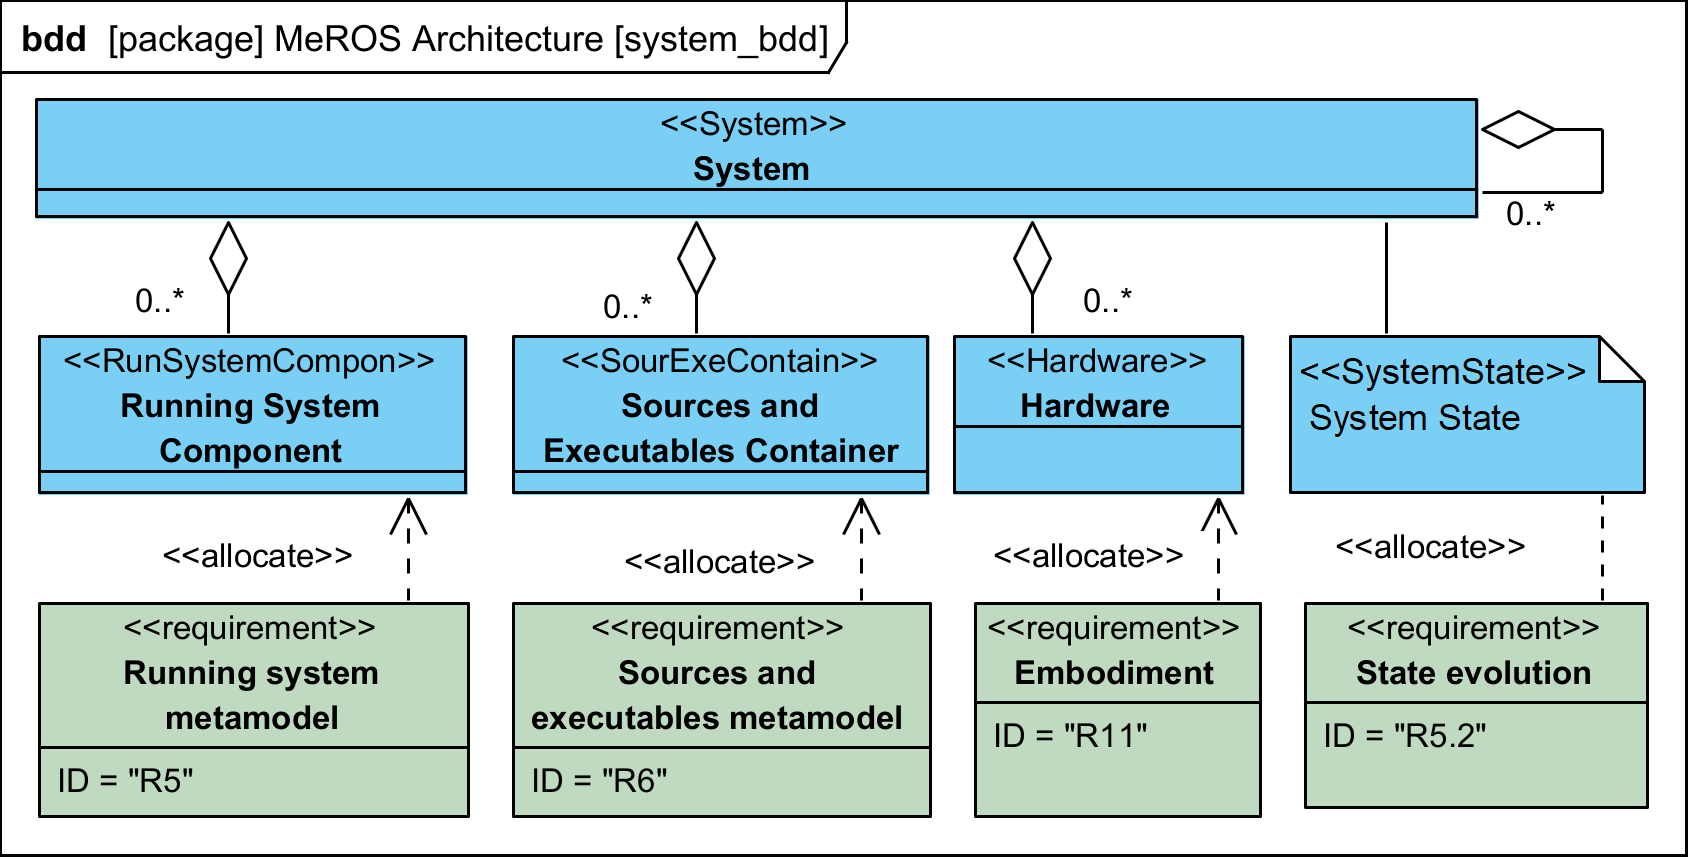 bdd [package] MeROS Architecture [system_bdd]
<<System>>
System
0..*
0..*
0..*
0..*
<<RunSystemCompon>>
Running System
Component
<<SourExeContain>>
Sources and
Executables Container
<<Hardware>>
Hardware
<<SystemState>>
System State
<<allocate>>
<<allocate>>
<<allocate>>
<<allocate>>
<<requirement>>
Running system
metamodel
ID = "R5"
<<requirement>>
Sources and
executables metamodel
ID = "R6"
<<requirement>>
Embodiment
ID = "R11"
<<requirement>>
State evolution
ID = "R5.2"